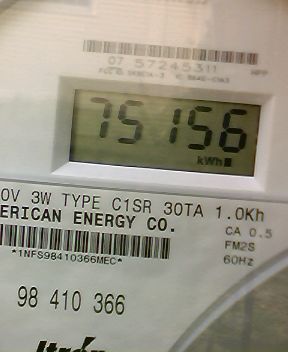 07 57245311
75156
kWh
0V 3W TYPE C1SR 30TA 1.0Kh
ERICAN ENERGY CO.
CA 0.5
FM2S
*1NFS98410366MEC*
60Hz
98 410 366
Itrón